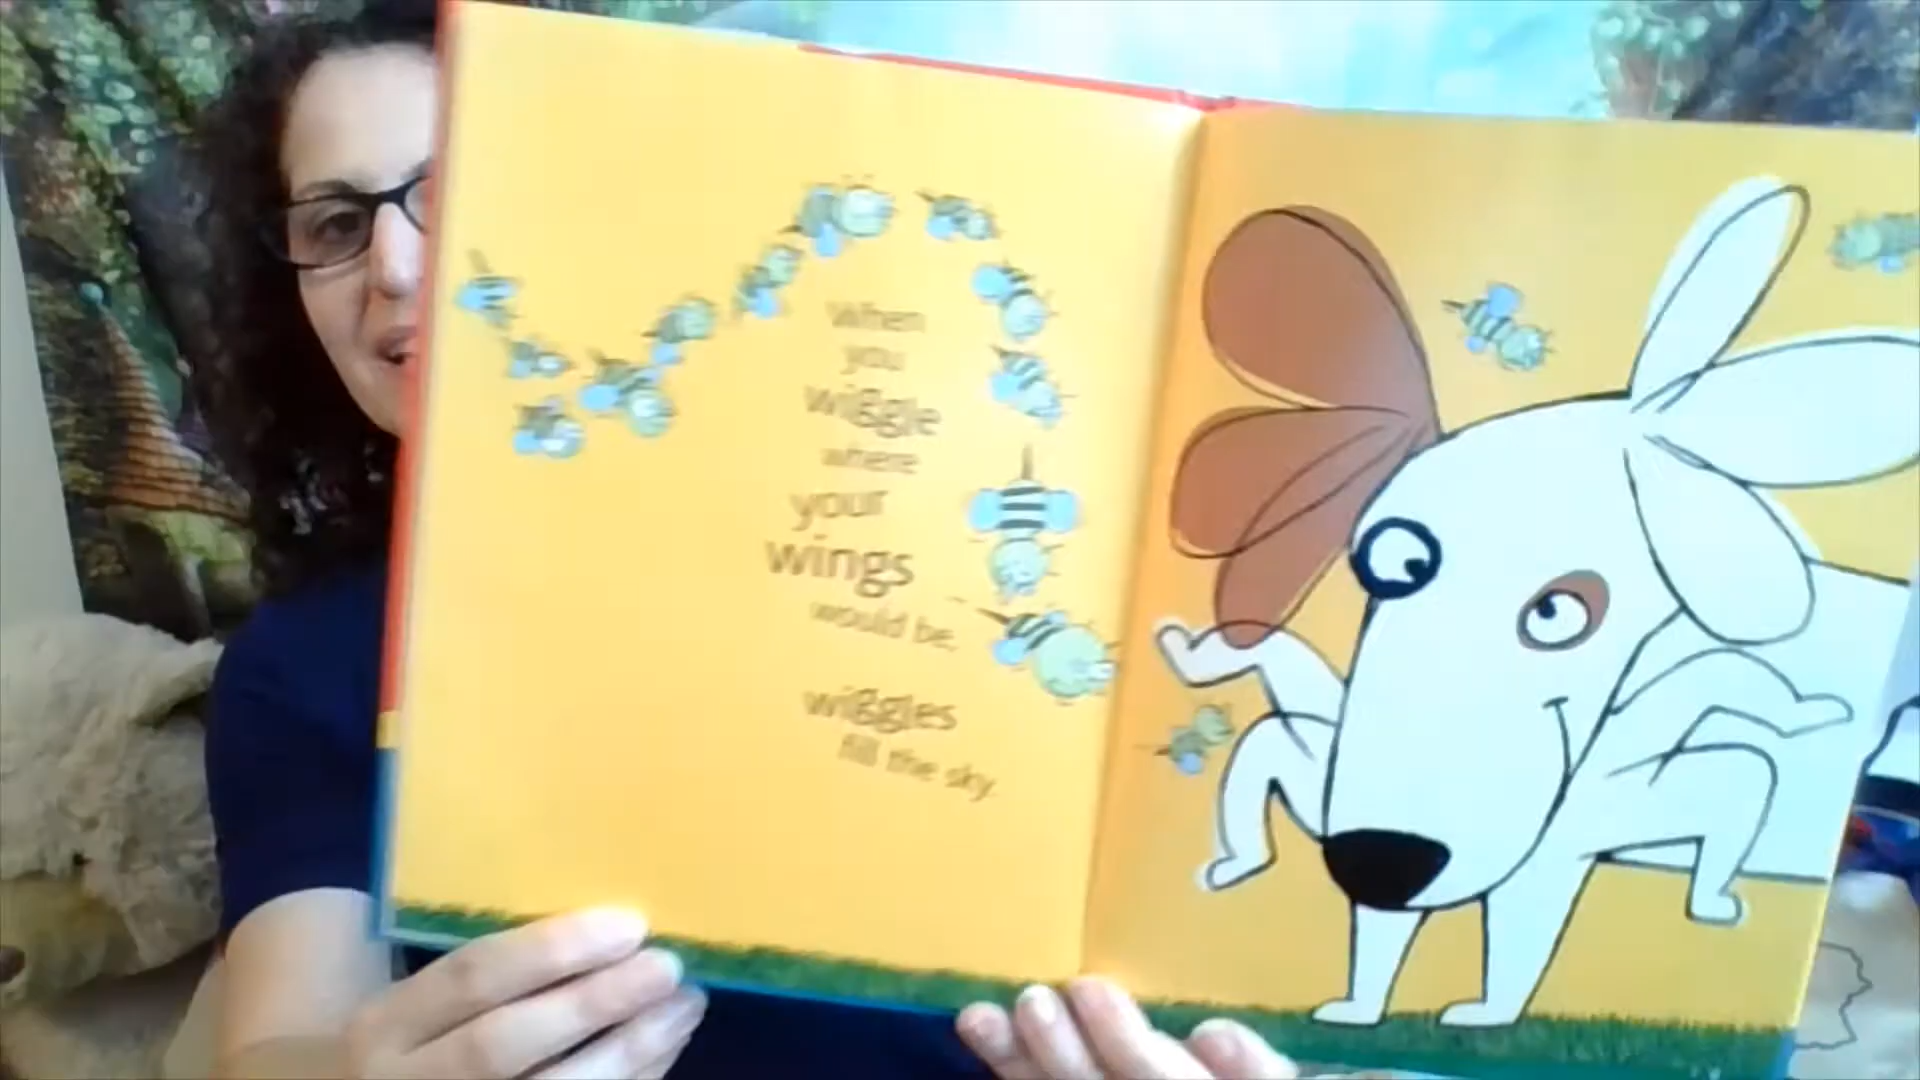 When
you
wiggle
where
your
wings
would be,
wiggles
fill the sky.